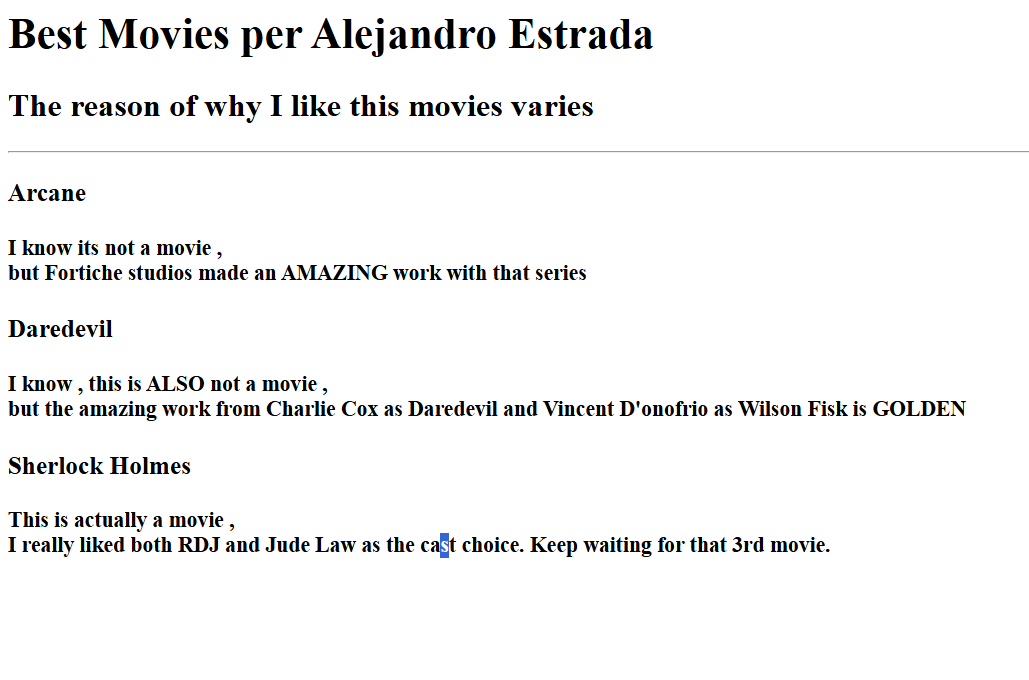 Best Movies per Alejandro Estrada
The reason of why I like this movies varies
Arcane
I know its not a movie ,
but Fortiche studios made an AMAZING work with that series
Daredevil
I know , this is ALSO not a movie ,
but the amazing work from Charlie Cox as Daredevil and Vincent D'onofrio as Wilson Fisk is GOLDEN
Sherlock Holmes
This is actually a movie ,
I really liked both RDJ and Jude Law as the cast choice. Keep waiting for that 3rd movie.